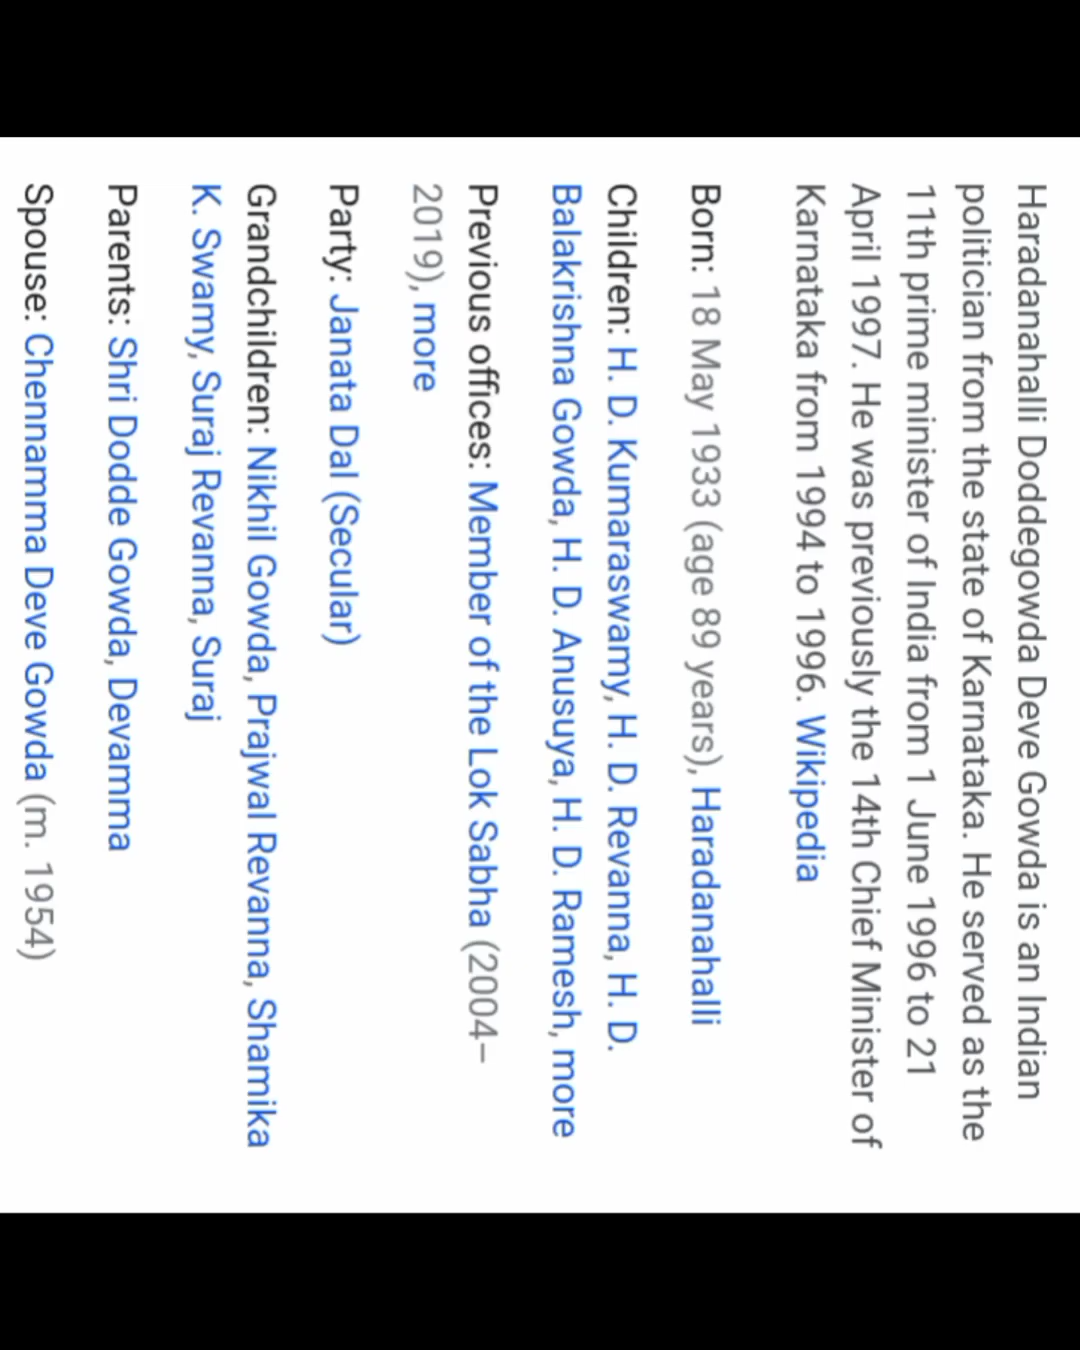 Haradanahalli Doddegowda Deve Gowda is an Indian
politician from the state of Karnataka. He served as the
11th prime minister of India from 1 June 1996 to 21
April 1997. He was previously the 14th Chief Minister of
Karnataka from 1994 to 1996. Wikipedia
Born: 18 May 1933 (age 89 years), Haradanahalli
Children: H. D. Kumaraswamy, H. D. Revanna, H. D.
Balakrishna Gowda, H. D. Anusuya, H. D. Ramesh, more
Previous offices: Member of the Lok Sabha (2004–
2019), more
Party: Janata Dal (Secular)
Grandchildren: Nikhil Gowda, Prajwal Revanna, Shamika
K. Swamy, Suraj Revanna, Suraj
Parents: Shri Dodde Gowda, Devamma
Spouse: Chennamma Deve Gowda (m. 1954)